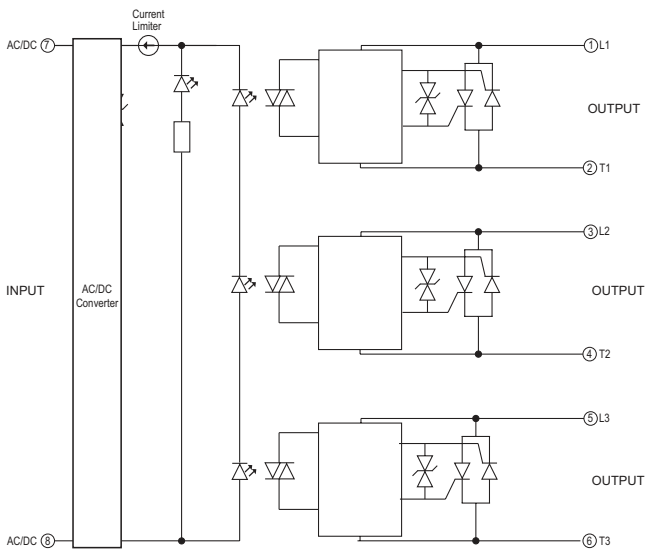 Current
Limiter
AC/DC 7
1 L1
OUTPUT
2 T1
3 L2
INPUT
AC/DC
Converter
OUTPUT
4 T2
5 L3
OUTPUT
AC/DC 8
6 T3